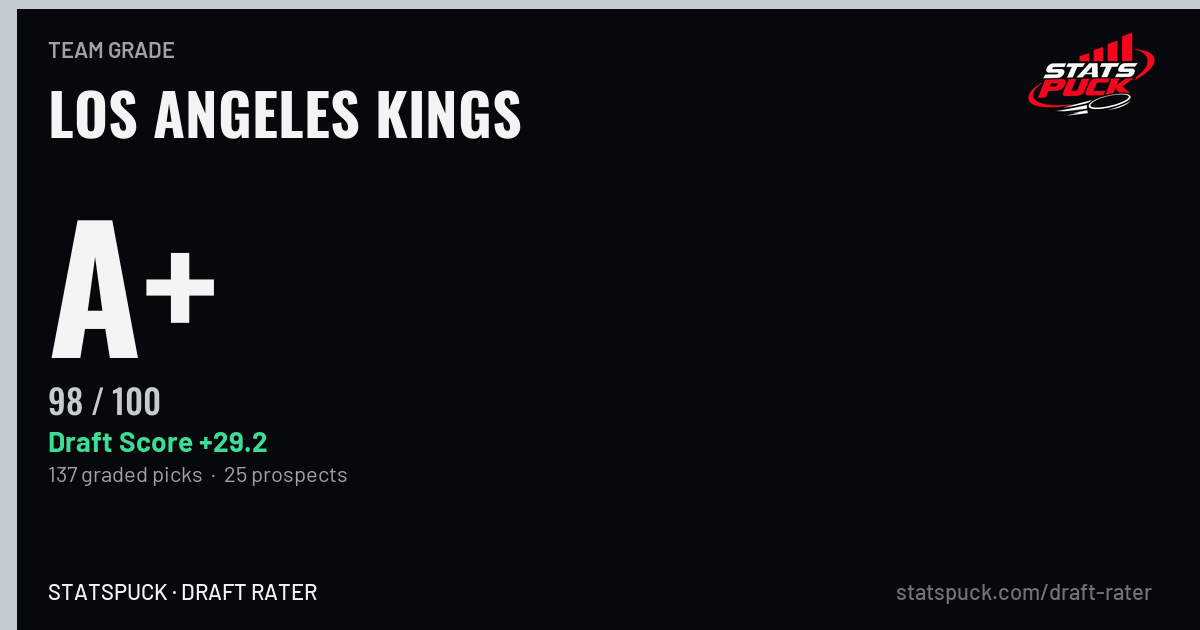 TEAM GRADE
STATS
PUCK
LOS ANGELES KINGS
A+
98 / 100
Draft Score +29.2
137 graded picks · 25 prospects
STATSPUCK · DRAFT RATER
statspuck.com/draft-rater